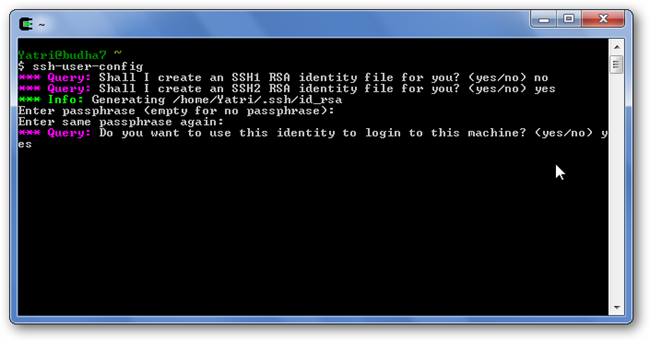 ~
Yatri@budha7 ~
$ ssh-user-config
*** Query: Shall I create an SSH1 RSA identity file for you? (yes/no) no
*** Query: Shall I create an SSH2 RSA identity file for you? (yes/no) yes
*** Info: Generating /home/Yatri/.ssh/id_rsa
Enter passphrase (empty for no passphrase):
Enter same passphrase again:
*** Query: Do you want to use this identity to login to this machine? (yes/no) y
es